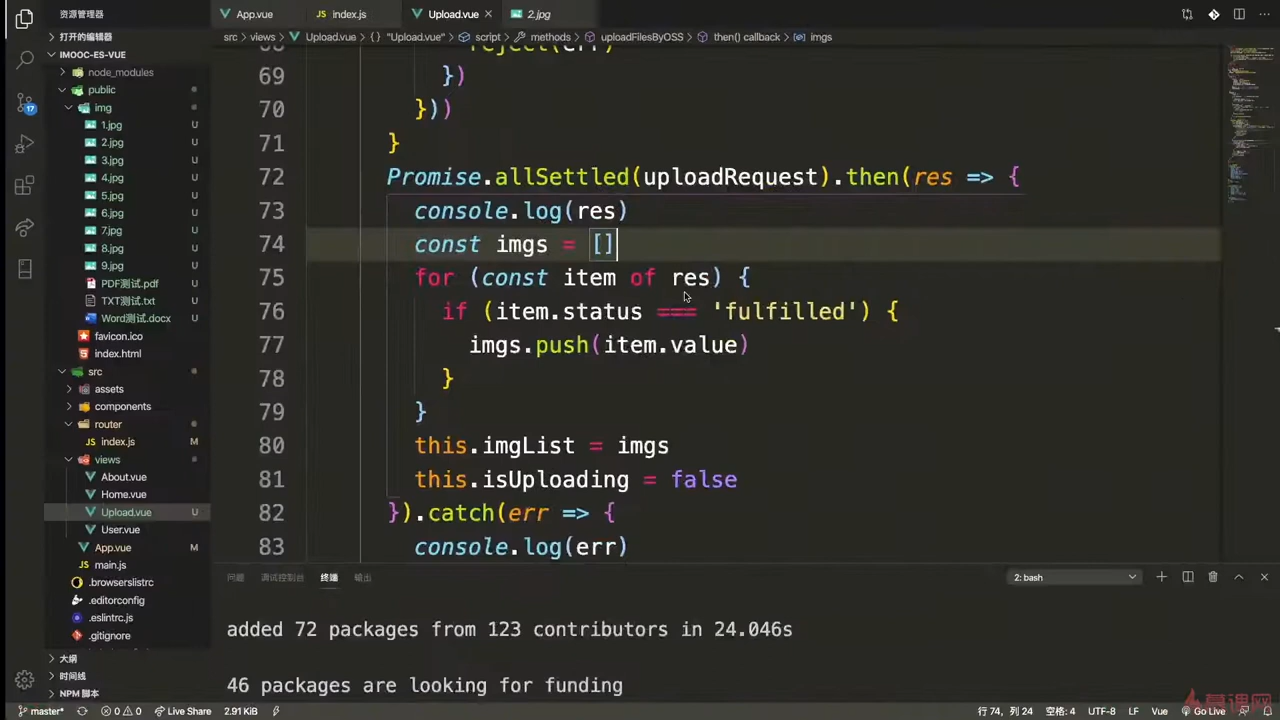 资源管理器
App.vue
index.js
Upload.vue
2.jpg
打开的编辑器
src > views > Upload.vue > {} "Upload.vue" > script > methods > uploadFilesByOSS > then() callback > imgs
IMOOC-ES-VUE
node_modules
public
img
1.jpg U
2.jpg U
3.jpg U
4.jpg U
5.jpg U
6.jpg U
7.jpg U
8.jpg U
9.jpg U
PDF测试.pdf U
TXT测试.txt U
Word测试.docx U
favicon.ico
index.html
src
assets
components
router
index.js M
views
About.vue
Home.vue
Upload.vue U
User.vue
App.vue M
main.js
.browserslistrc
.editorconfig
.eslintrc.js
.gitignore
大纲
时间线
NPM 脚本
17
68 reject(err)
69 })
70 }))
71 }
72 Promise.allSettled(uploadRequest).then(res => {
73 console.log(res)
74 const imgs = []
75 for (const item of res) {
76 if (item.status === 'fulfilled') {
77 imgs.push(item.value)
78 }
79 }
80 this.imgList = imgs
81 this.isUploading = false
82 }).catch(err => {
83 console.log(err)
问题 调试控制台 终端 输出
2: bash
added 72 packages from 123 contributors in 24.046s
46 packages are looking for funding
master* 0 0 Live Share 2.91 KiB
行 74, 列 24 空格: 4 UTF-8 LF Vue Go Live
慕课网